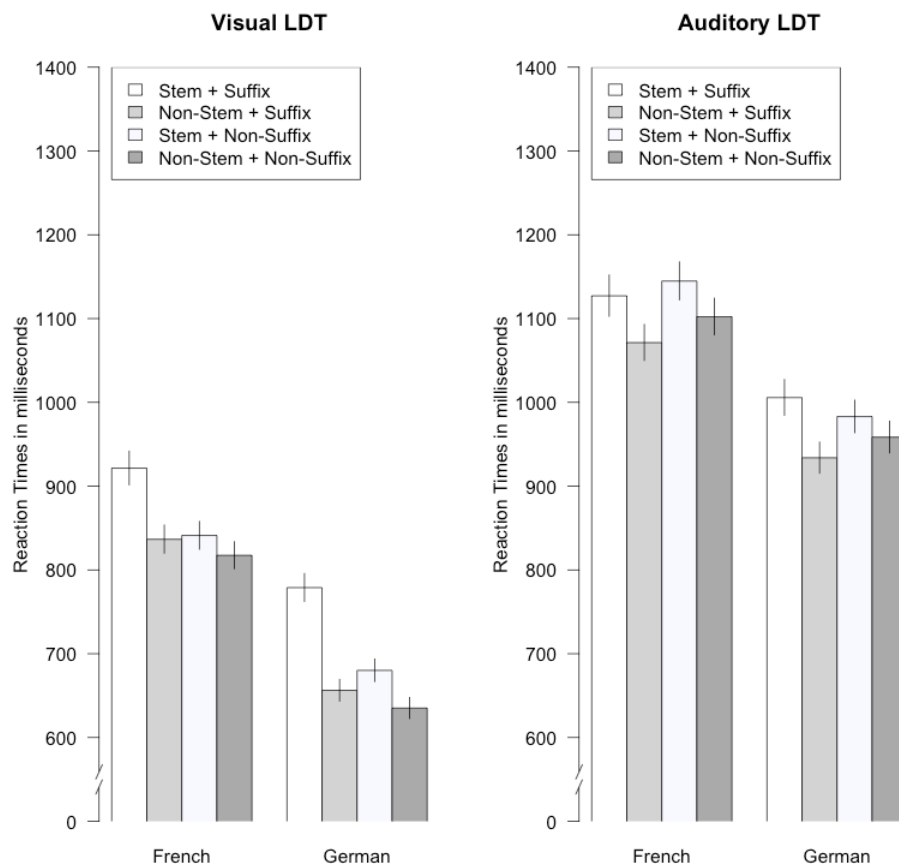 Visual LDT
1400
1300
1200
1100
1000
900
800
700
600
0
Reaction Times in milliseconds
Stem + Suffix
Non-Stem + Suffix
Stem + Non-Suffix
Non-Stem + Non-Suffix
French
German
Auditory LDT
1400
1300
1200
1100
1000
900
800
700
600
0
Reaction Times in milliseconds
Stem + Suffix
Non-Stem + Suffix
Stem + Non-Suffix
Non-Stem + Non-Suffix
French
German